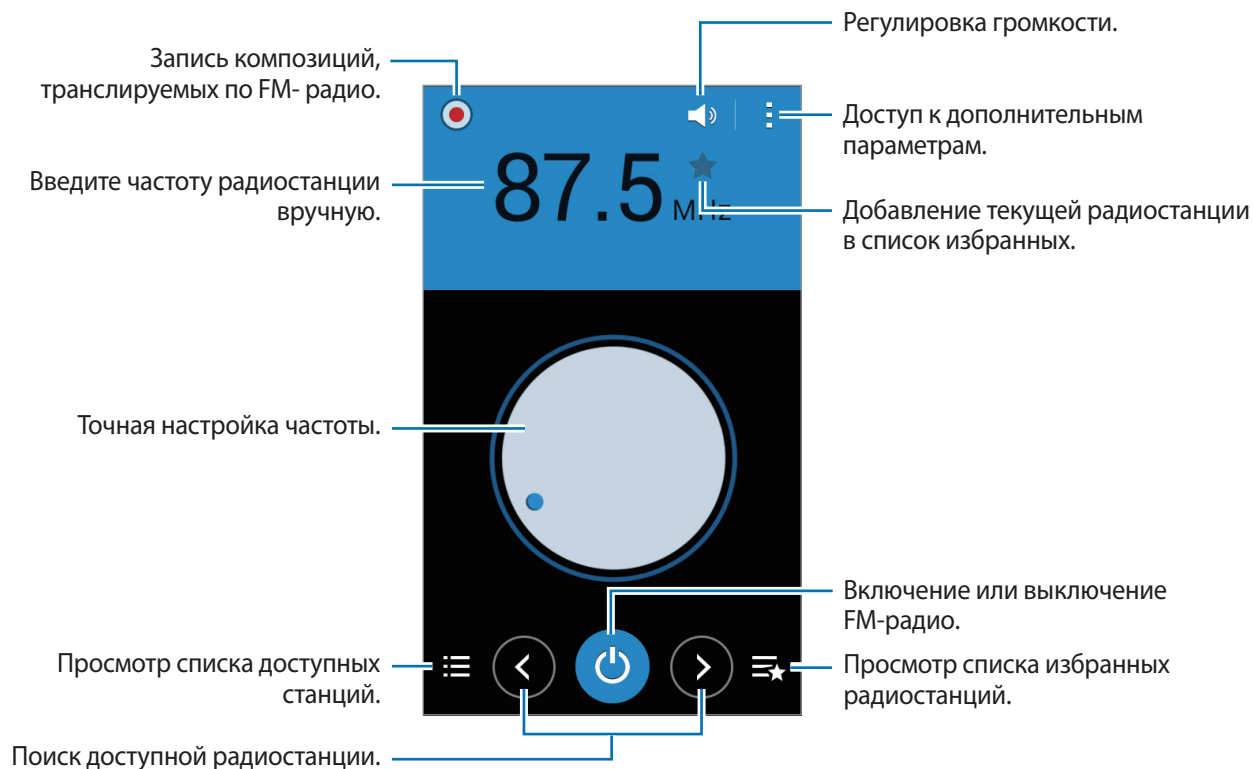 Регулировка громкости.
Запись композиций,
транслируемых по FM- радио.
Доступ к дополнительным
параметрам.
Введите частоту радиостанции
вручную.
87.5 MHz
Добавление текущей радиостанции
в список избранных.
Точная настройка частоты.
Включение или выключение
FM-радио.
Просмотр списка доступных
станций.
Просмотр списка избранных
радиостанций.
Поиск доступной радиостанции.